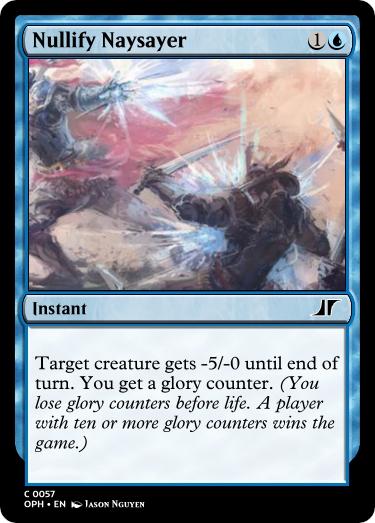 Nullify Naysayer 1
Instant
Target creature gets -5/-0 until end of
turn. You get a glory counter. (You
lose glory counters before life. A player
with ten or more glory counters wins the
game.)
C 0057
OPH • EN Jason Nguyen